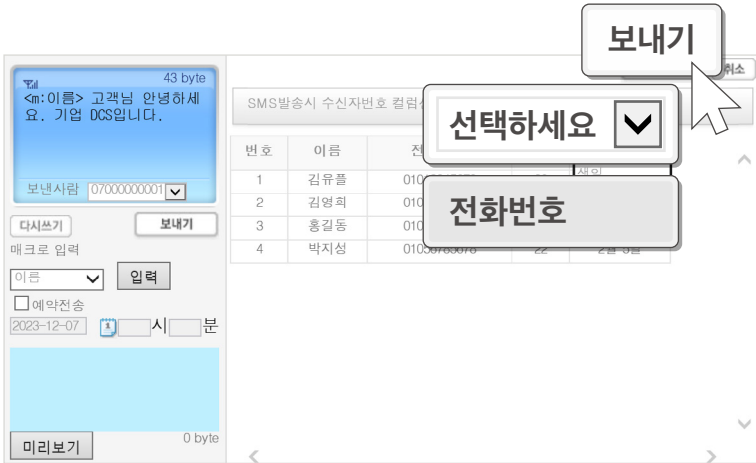 보내기
취소
43 byte
<m:이름> 고객님 안녕하세
요. 기업 DCS입니다.
보낸사람 07000000001
다시쓰기 보내기
매크로 입력
이름 입력
예약전송
2023-12-07 시 분
미리보기
0 byte
SMS발송시 수신자번호 컬럼
선택하세요
전화번호
번호 이름
1 김유플
2 김영희
3 홍길동
4 박지성 01056785678 22 2월 5일